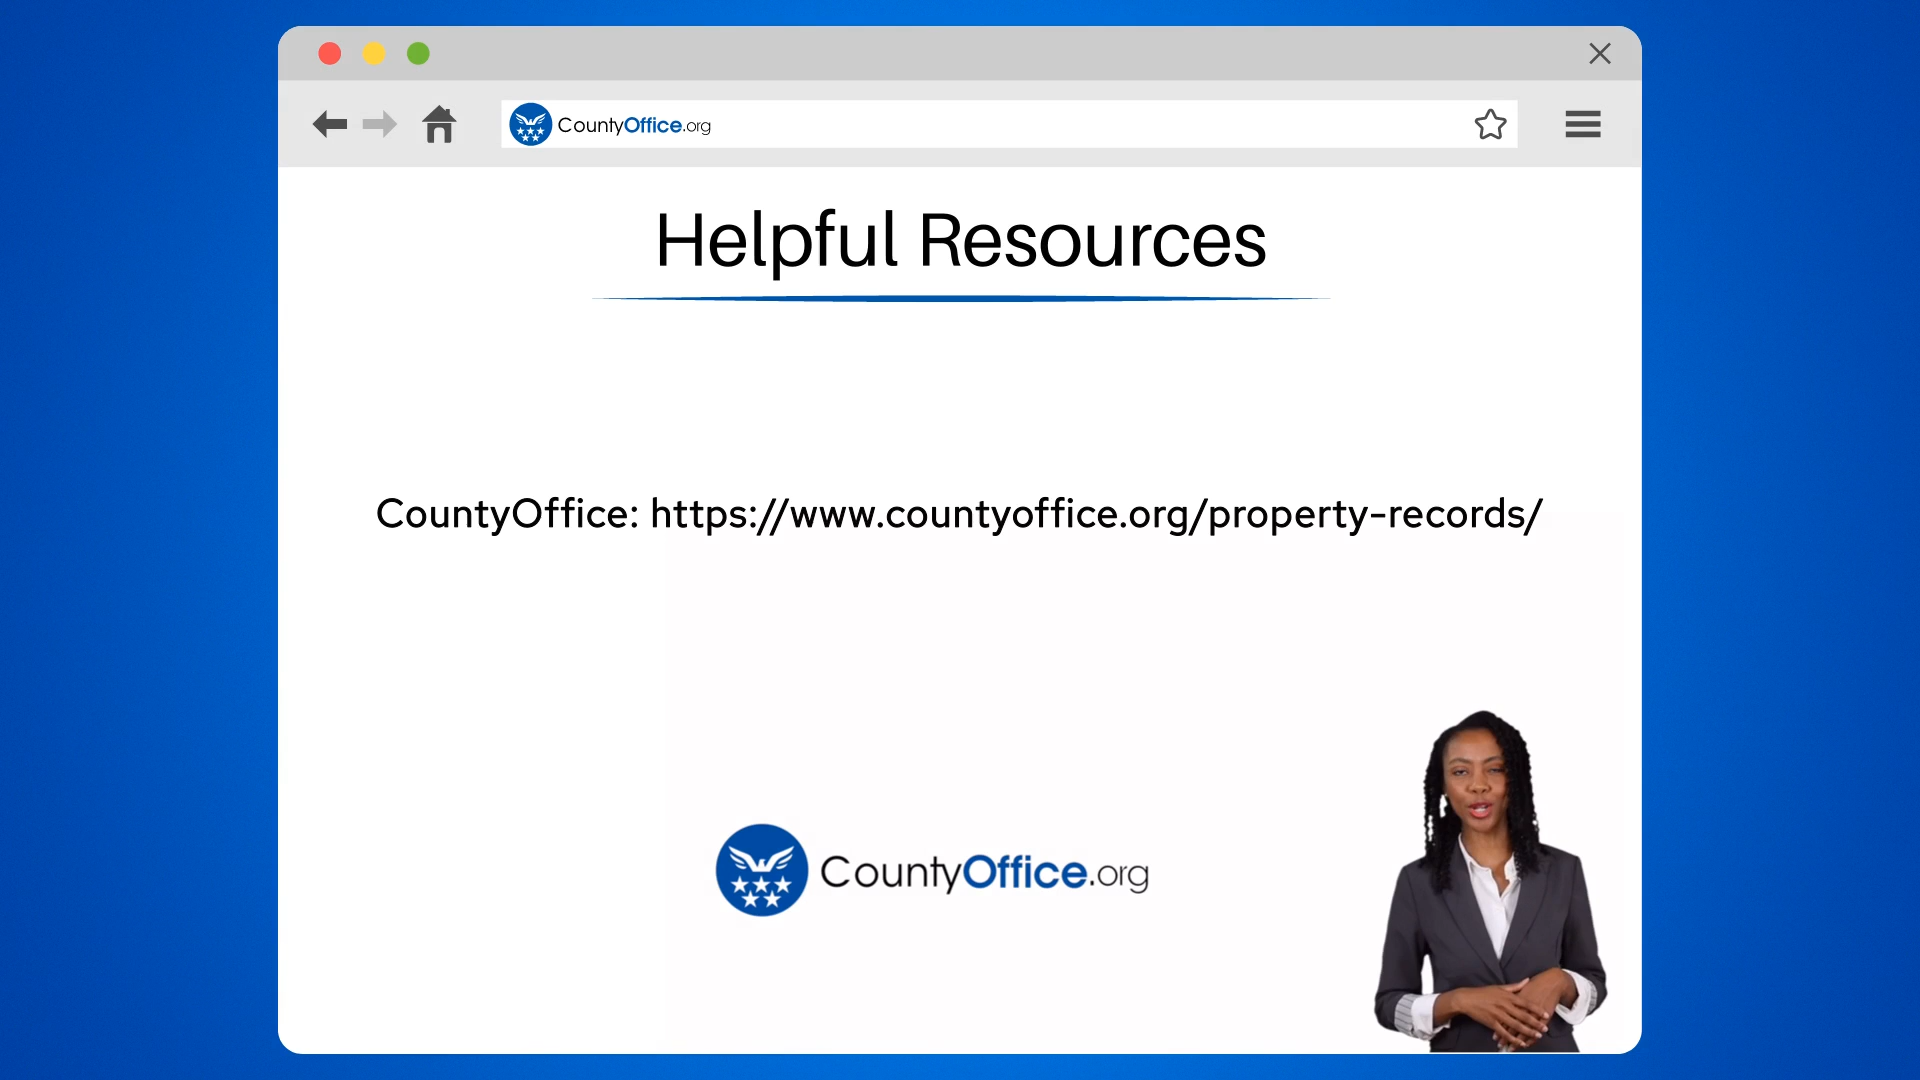 CountyOffice.org
Helpful Resources
CountyOffice: https://www.countyoffice.org/property-records/
CountyOffice.org